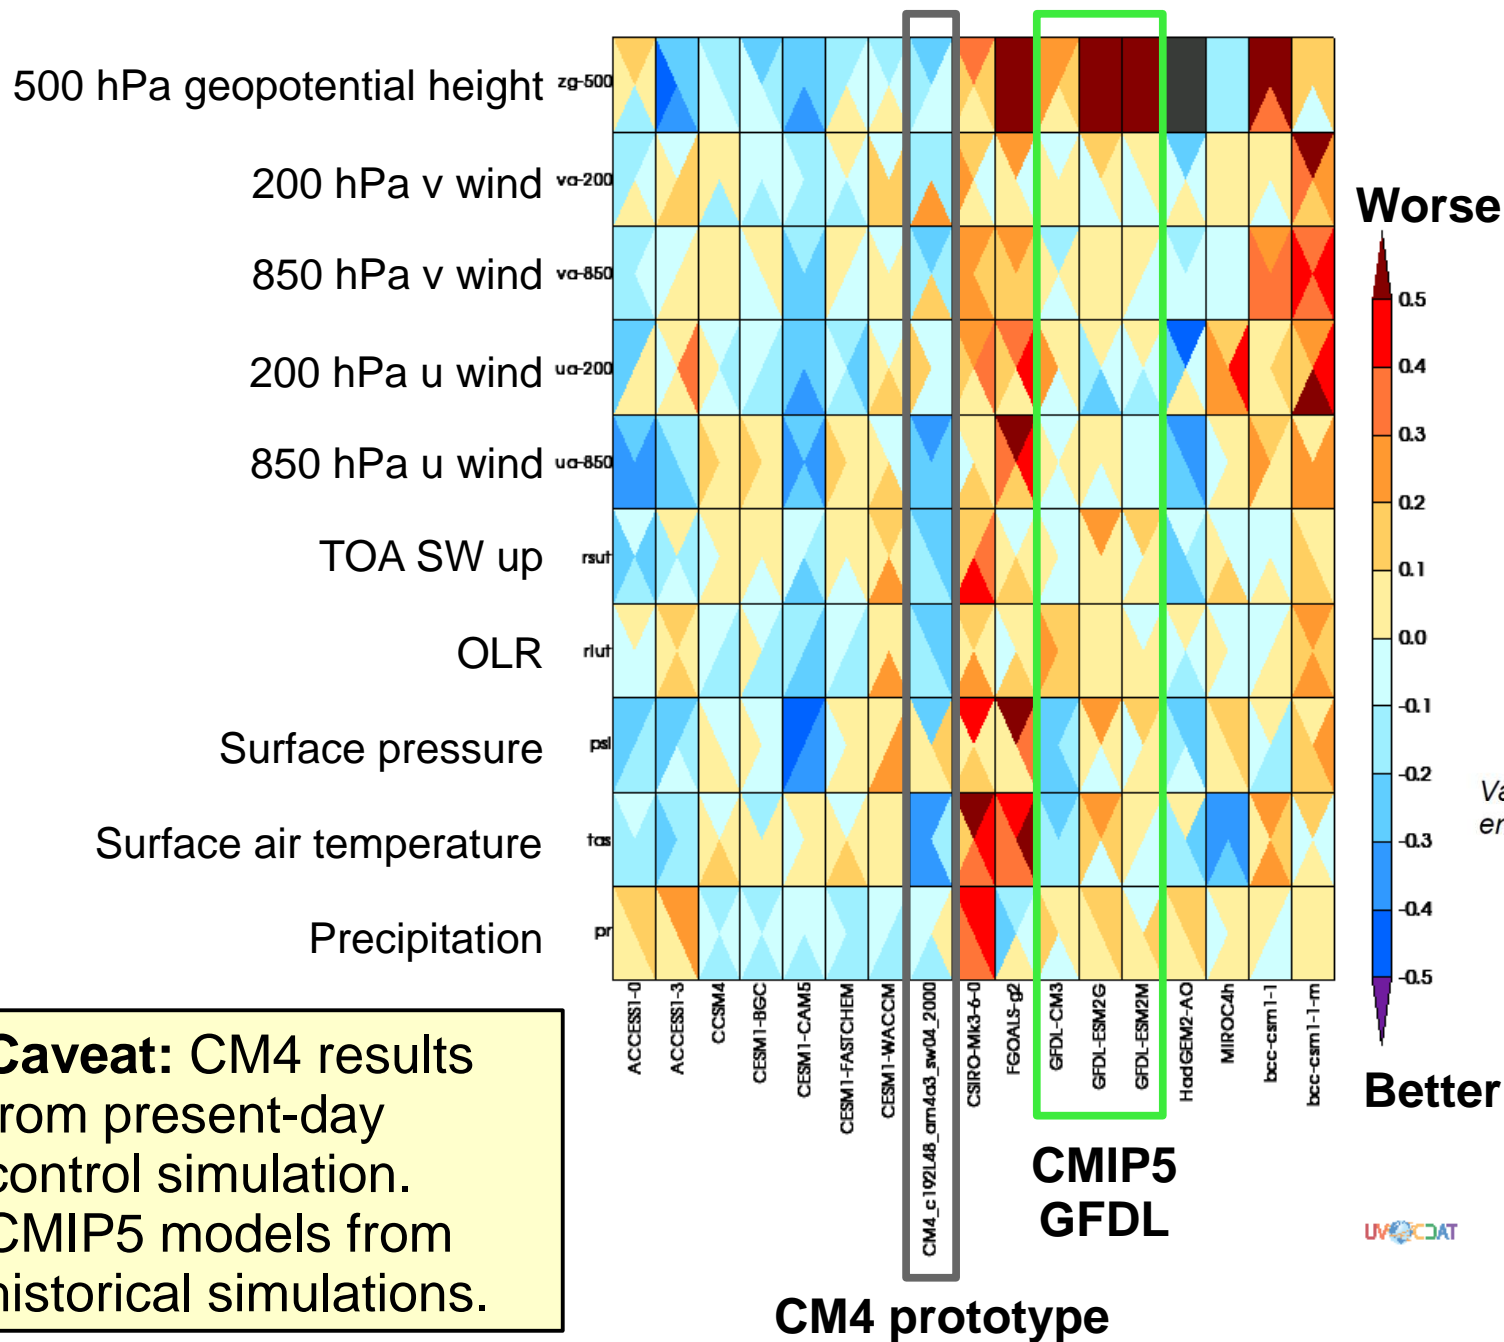 500 hPa geopotential height zg-500
200 hPa v wind va-200
Worse
850 hPa v wind va-850
0.5
200 hPa u wind ua-200
0.4
0.3
850 hPa u wind ua-850
0.2
TOA SW up rsut
0.1
0.0
OLR rlut
-0.1
Surface pressure psl
-0.2
Surface air temperature tas
-0.3
-0.4
Precipitation pr
-0.5
ACCESS1-0
ACCESS1-3
CCSM4
CESM1-BGC
CESM1-CAM5
CESM1-FASTCHEM
CESM1-WACCM
CM4_c192L48_am4a3_sw04_2000
CSIRO-Mk3-6-0
FGOALS-g2
GFDL-CM3
GFDL-ESM2G
GFDL-ESM2M
HadGEM2-AO
MIROC4h
bcc-csm1-1
bcc-csm1-1-m
Better
Caveat: CM4 results
from present-day
control simulation.
CMIP5 models from
historical simulations.
CMIP5
GFDL
UV CDAT
CM4 prototype